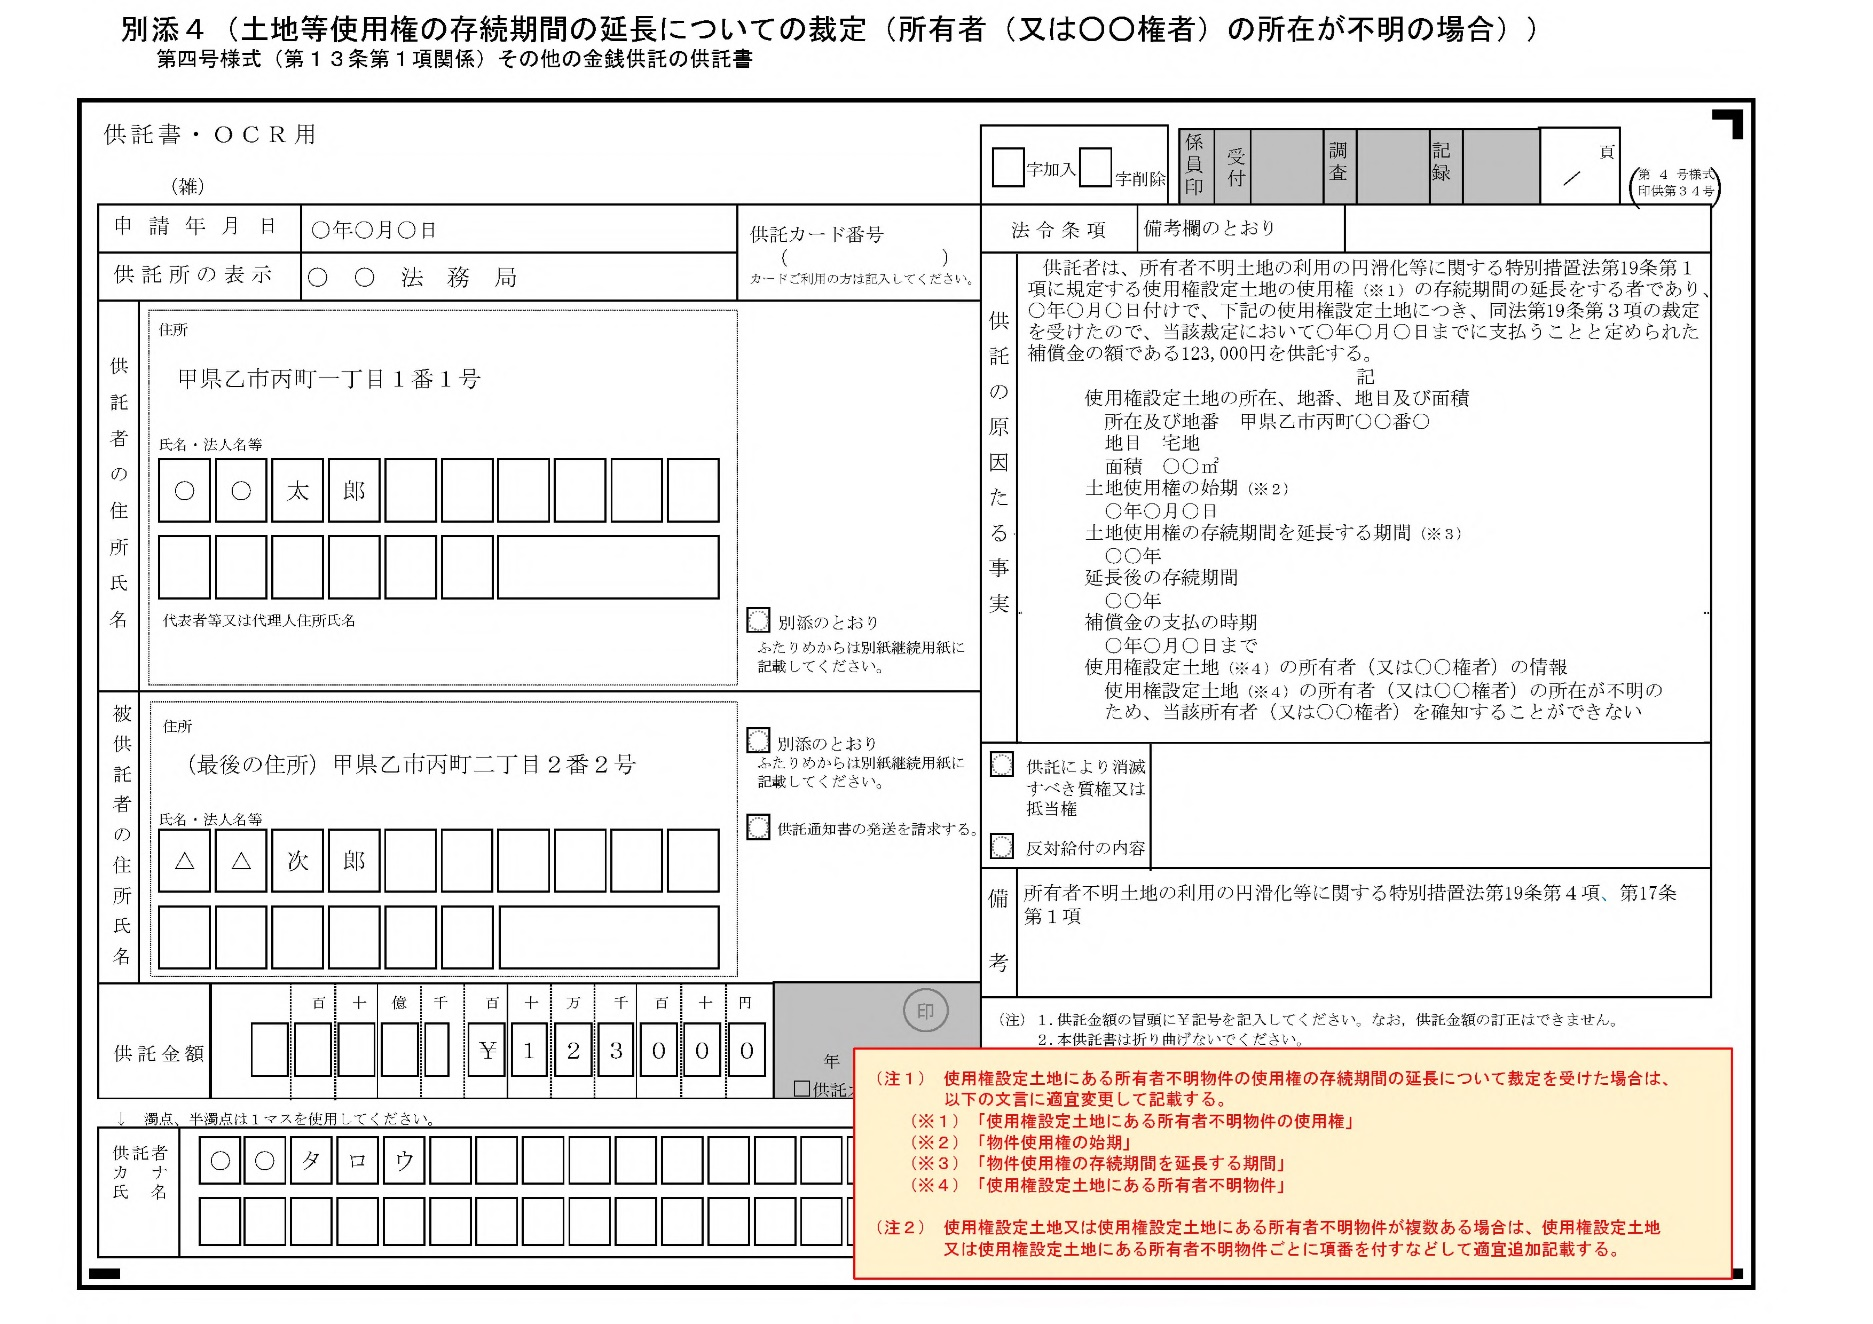 別添４（土地等使用権の存続期間の延長についての裁定（所有者（又は〇〇権者）の所在が不明の場合））
第四号様式（第１３条第１項関係）その他の金銭供託の供託書
供託書・ＯＣＲ用
（雑）
字加入
字削除
係員印
受付
調査
記録
頁
／
（第４号様式
印供第３４号）
申請年月日
〇年〇月〇日
供託所の表示
〇 〇 法 務 局
供託カード番号
（　　　　　　　）
カードご利用の方は記入してください。
供託者の住所氏名
住所
甲県乙市丙町一丁目１番１号
氏名・法人名等
〇〇太郎
代表者等又は代理人住所氏名
別添のとおり
ふたりめからは別紙継続用紙に
記載してください。
被供託者の住所氏名
住所
（最後の住所）甲県乙市丙町二丁目２番２号
氏名・法人名等
△△次郎
別添のとおり
ふたりめからは別紙継続用紙に
記載してください。
供託通知書の発送を請求する。
供託金額
百 十 億 千 百 十 万 千 百 十 円
￥123000
印
年
供託
↓　濁点、半濁点は１マスを使用してください。
供託者
カ　ナ
氏　名
〇〇タロウ
法令条項
備考欄のとおり
供託の原因たる事実
供託者は、所有者不明土地の利用の円滑化等に関する特別措置法第19条第１
項に規定する使用権設定土地の使用権（※１）の存続期間の延長をする者であり、
〇年〇月〇日付けで、下記の使用権設定土地につき、同法第19条第３項の裁定
を受けたので、当該裁定において〇年〇月〇日までに支払うことと定められた
補償金の額である123,000円を供託する。
記
使用権設定土地の所在、地番、地目及び面積
所在及び地番　甲県乙市丙町〇〇番〇
地目　宅地
面積　〇〇㎡
土地使用権の始期（※２）
〇年〇月〇日
土地使用権の存続期間を延長する期間（※３）
〇〇年
延長後の存続期間
〇〇年
補償金の支払の時期
〇年〇月〇日まで
使用権設定土地（※４）の所有者（又は〇〇権者）の情報
使用権設定土地（※４）の所有者（又は〇〇権者）の所在が不明の
ため、当該所有者（又は〇〇権者）を確知することができない
供託により消滅
すべき質権又は
抵当権
反対給付の内容
備考
所有者不明土地の利用の円滑化等に関する特別措置法第19条第４項、第17条
第１項
（注）１．供託金額の冒頭に￥記号を記入してください。なお，供託金額の訂正はできません。
２．本供託書は折り曲げないでください。
（注１）　使用権設定土地にある所有者不明物件の使用権の存続期間の延長について裁定を受けた場合は、
以下の文言に適宜変更して記載する。
（※１）「使用権設定土地にある所有者不明物件の使用権」
（※２）「物件使用権の始期」
（※３）「物件使用権の存続期間を延長する期間」
（※４）「使用権設定土地にある所有者不明物件」
（注２）　使用権設定土地又は使用権設定土地にある所有者不明物件が複数ある場合は、使用権設定土地
又は使用権設定土地にある所有者不明物件ごとに項番を付すなどして適宜追加記載する。